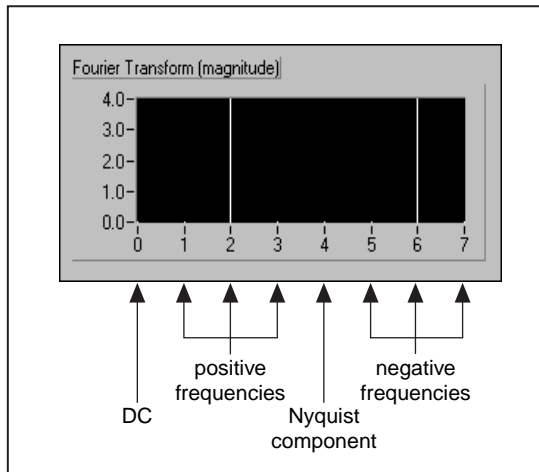 Fourier Transform (magnitude)
4.0
3.0
2.0
1.0
0.0
0 1 2 3 4 5 6 7
positive
frequencies
negative
frequencies
DC
Nyquist
component